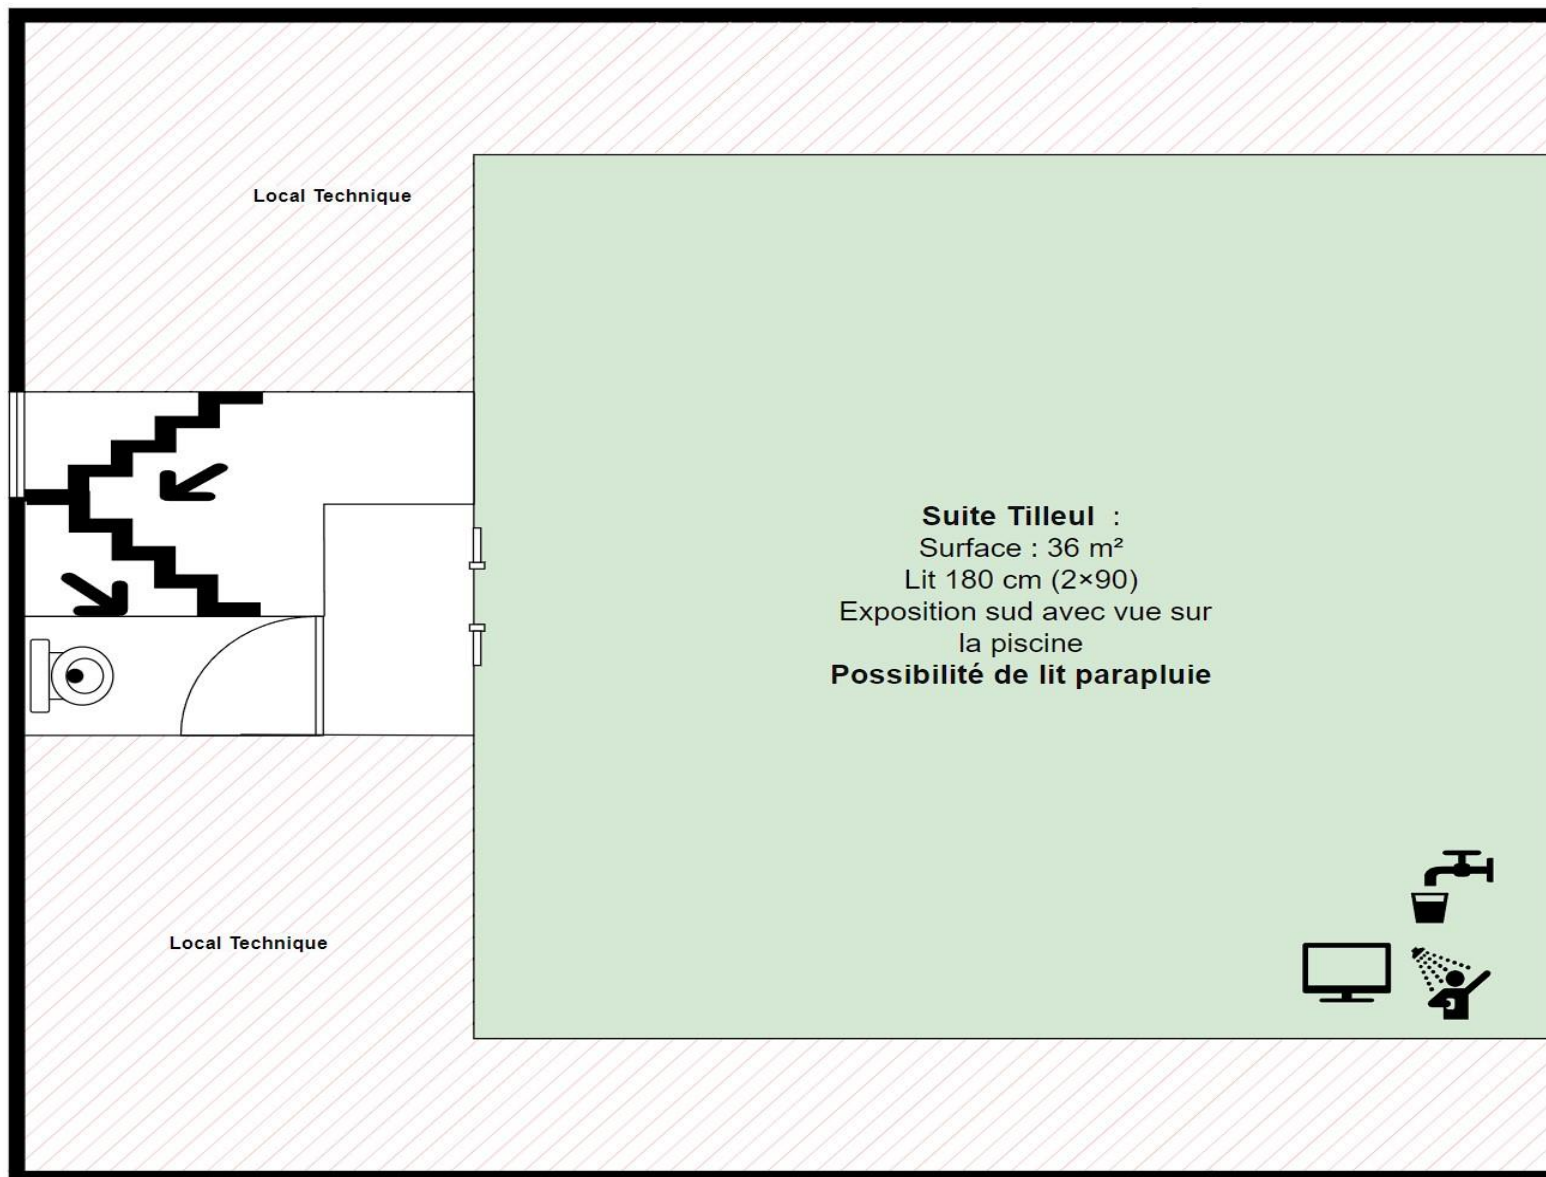 Local Technique
Suite Tilleul :
Surface : 36 m²
Lit 180 cm (2×90)
Exposition sud avec vue sur
la piscine
Possibilité de lit parapluie
Local Technique